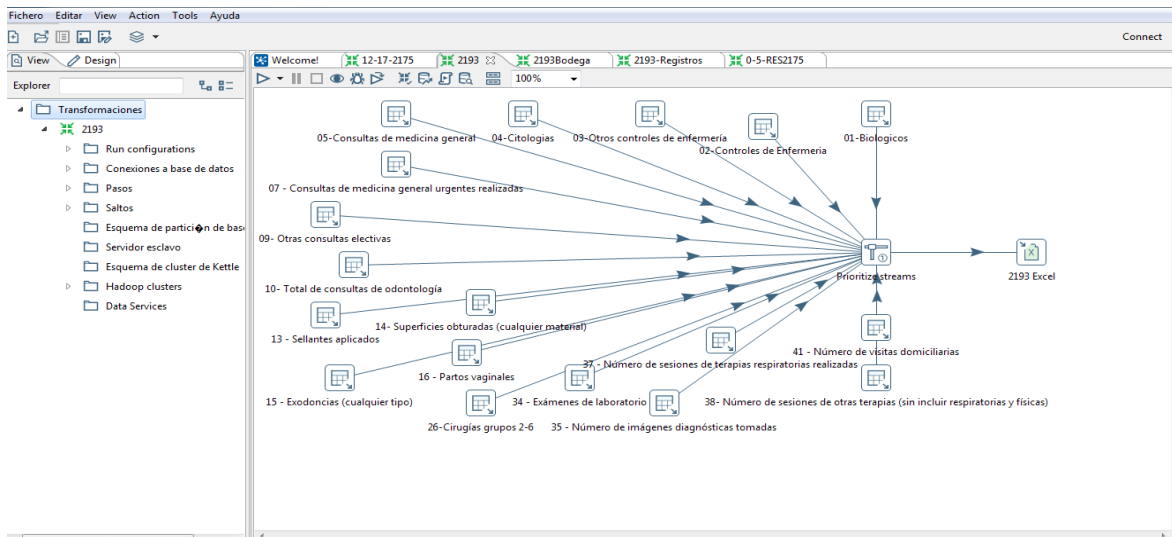 Fichero Editar View Action Tools Ayuda
Connect
View Design
Welcome! 12-17-2175 2193 2193Bodega 2193-Registros 0-5-RES2175
Explorer
100%
Transformaciones
2193
Run configurations
Conexiones a base de datos
Pasos
Saltos
Esquema de partici�n de bas
Servidor esclavo
Esquema de cluster de Kettle
Hadoop clusters
Data Services
05-Consultas de medicina general
04-Citologias
03-Otros controles de enfermería
02-Controles de Enfermeria
01-Biologicos
07 - Consultas de medicina general urgentes realizadas
09- Otras consultas electivas
10- Total de consultas de odontología
Prioritize streams
2193 Excel
13 - Sellantes aplicados
14- Superficies obturadas (cualquier material)
41 - Número de visitas domiciliarias
37 - Número de sesiones de terapias respiratorias realizadas
16 - Partos vaginales
15 - Exodoncias (cualquier tipo)
34 - Exámenes de laboratorio
38- Número de sesiones de otras terapias (sin incluir respiratorias y físicas)
26-Cirugías grupos 2-6
35 - Número de imágenes diagnósticas tomadas